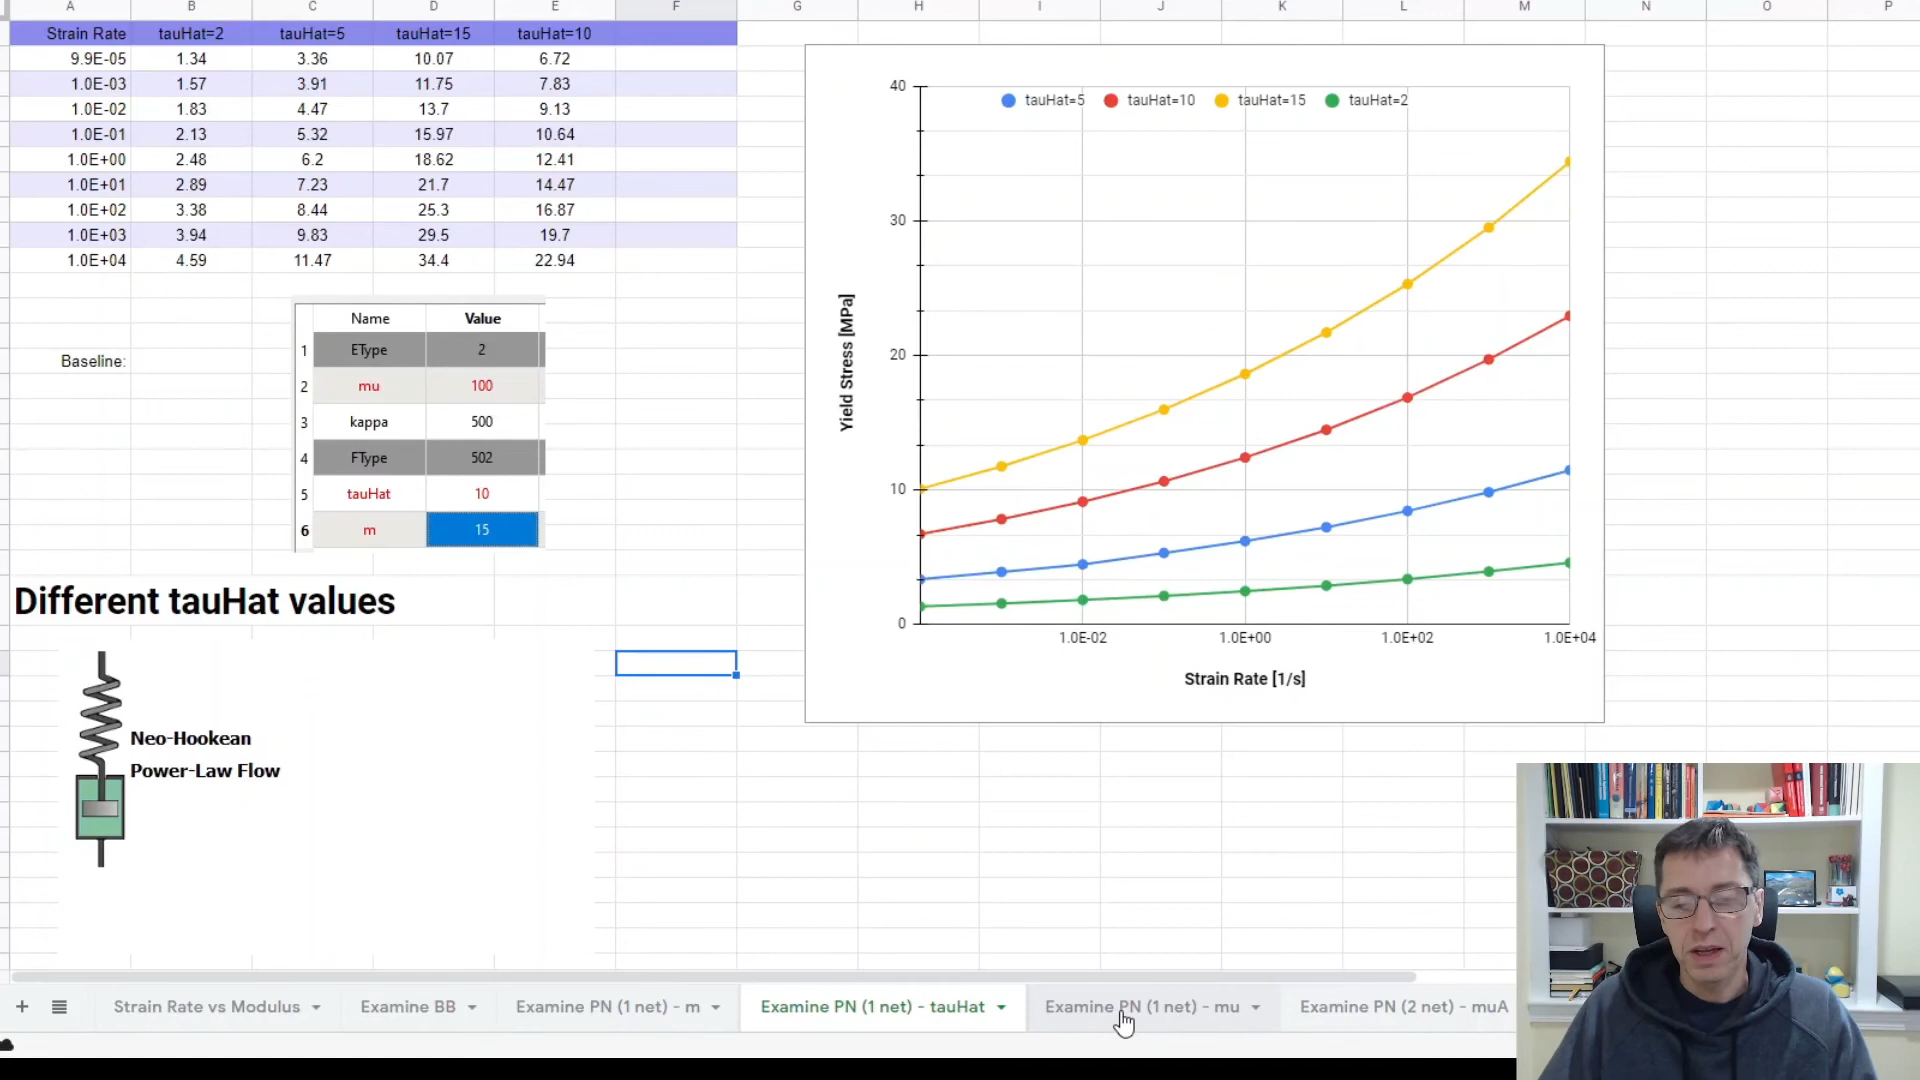 A B C D E F G H I J K L M N O P
Strain Rate tauHat=2 tauHat=5 tauHat=15 tauHat=10
9.9E-05 1.34 3.36 10.07 6.72
1.0E-03 1.57 3.91 11.75 7.83
1.0E-02 1.83 4.47 13.7 9.13
1.0E-01 2.13 5.32 15.97 10.64
1.0E+00 2.48 6.2 18.62 12.41
1.0E+01 2.89 7.23 21.7 14.47
1.0E+02 3.38 8.44 25.3 16.87
1.0E+03 3.94 9.83 29.5 19.7
1.0E+04 4.59 11.47 34.4 22.94
Baseline:
Name Value
1 EType 2
2 mu 100
3 kappa 500
4 FType 502
5 tauHat 10
6 m 15
Different tauHat values
Neo-Hookean
Power-Law Flow
tauHat=5 tauHat=10 tauHat=15 tauHat=2
40
30
20
10
0
Yield Stress [MPa]
1.0E-02 1.0E+00 1.0E+02 1.0E+04
Strain Rate [1/s]
+ Strain Rate vs Modulus Examine BB Examine PN (1 net) - m Examine PN (1 net) - tauHat Examine PN (1 net) - mu Examine PN (2 net) - muA